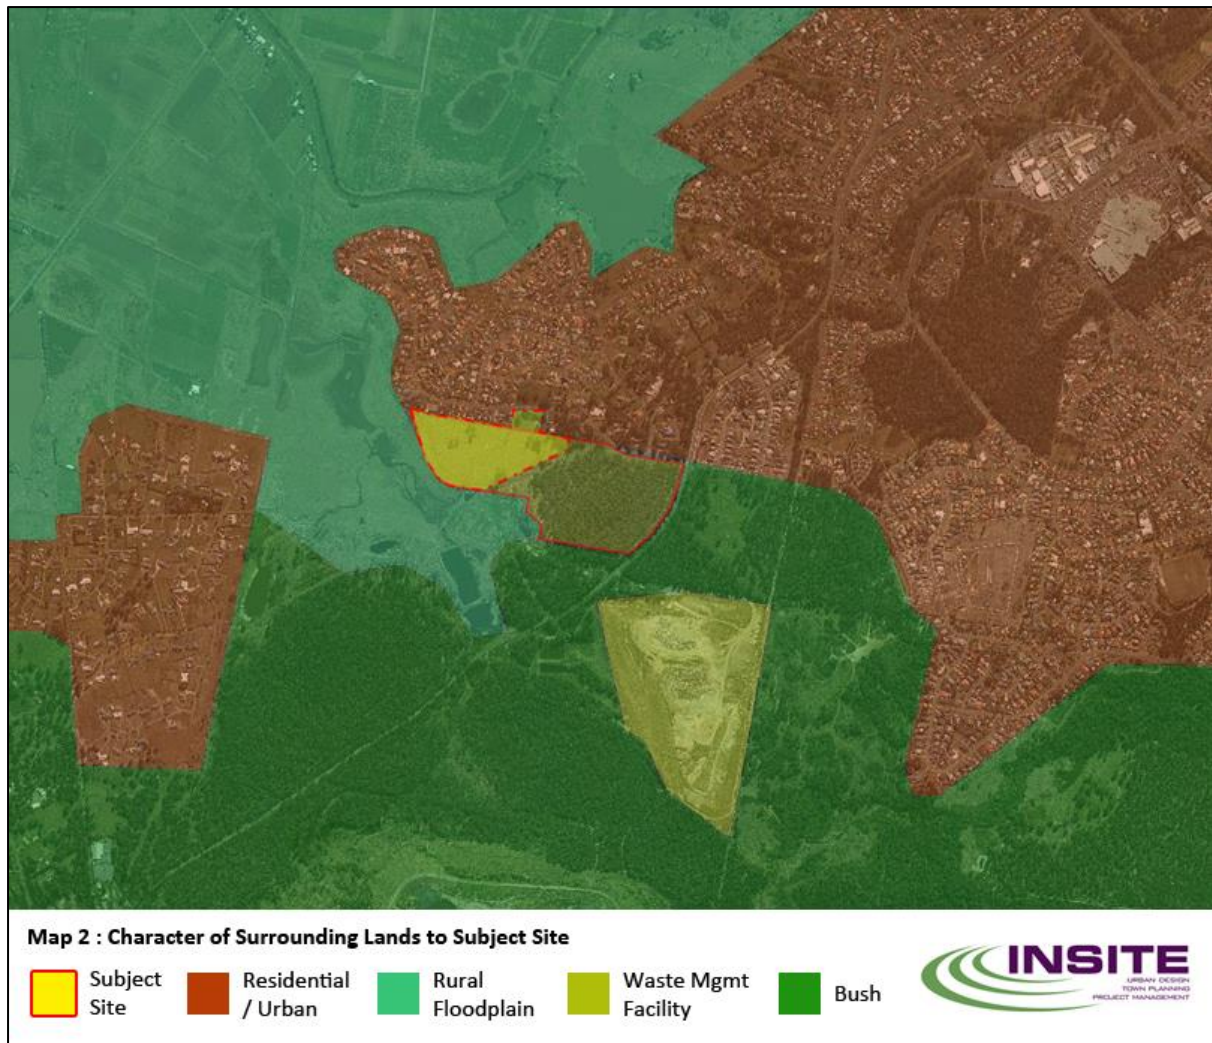 Map 2 : Character of Surrounding Lands to Subject Site
Subject
Site
Residential
/ Urban
Rural
Floodplain
Waste Mgmt
Facility
Bush
INSITE
URBAN DESIGN
TOWN PLANNING
PROJECT MANAGEMENT